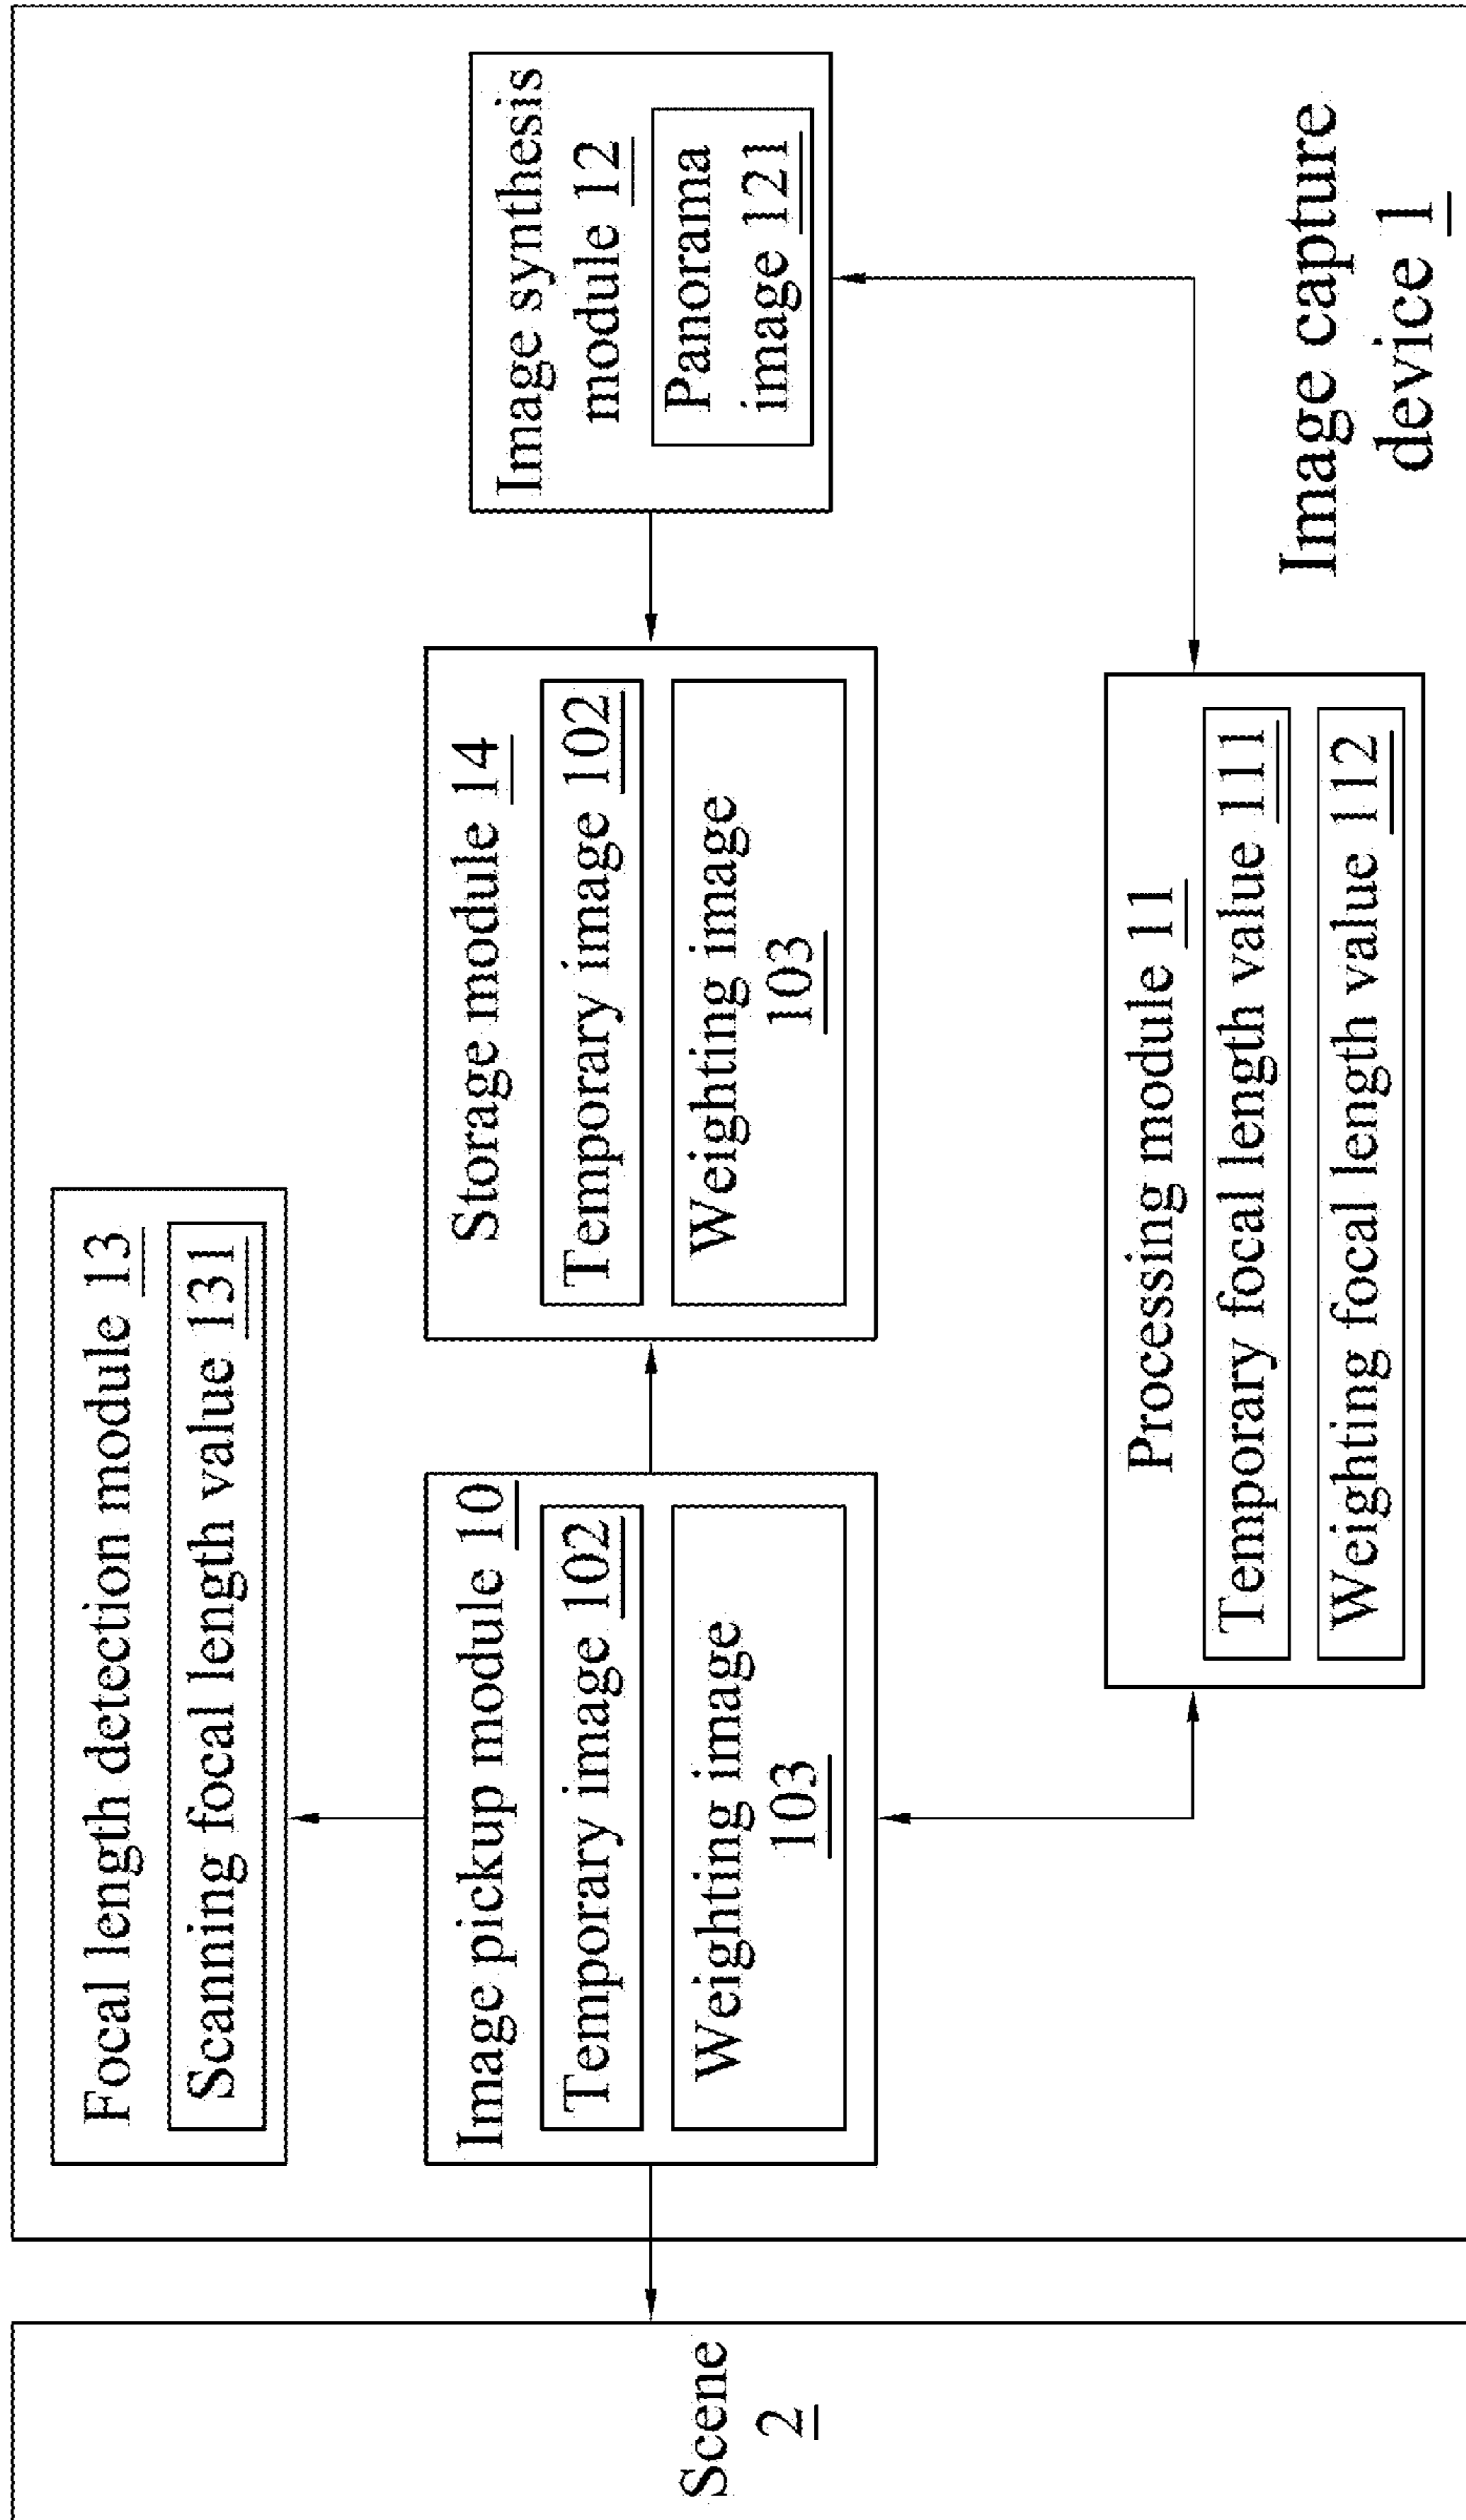 Scene
2
Focal length detection module 13
Scanning focal length value 131
Image pickup module 10
Temporary image 102
Weighting image
103
Storage module 14
Temporary image 102
Weighting image
103
Image synthesis
module 12
Panorama
image 121
Processing module 11
Temporary focal length value 111
Weighting focal length value 112
Image capture
device 1